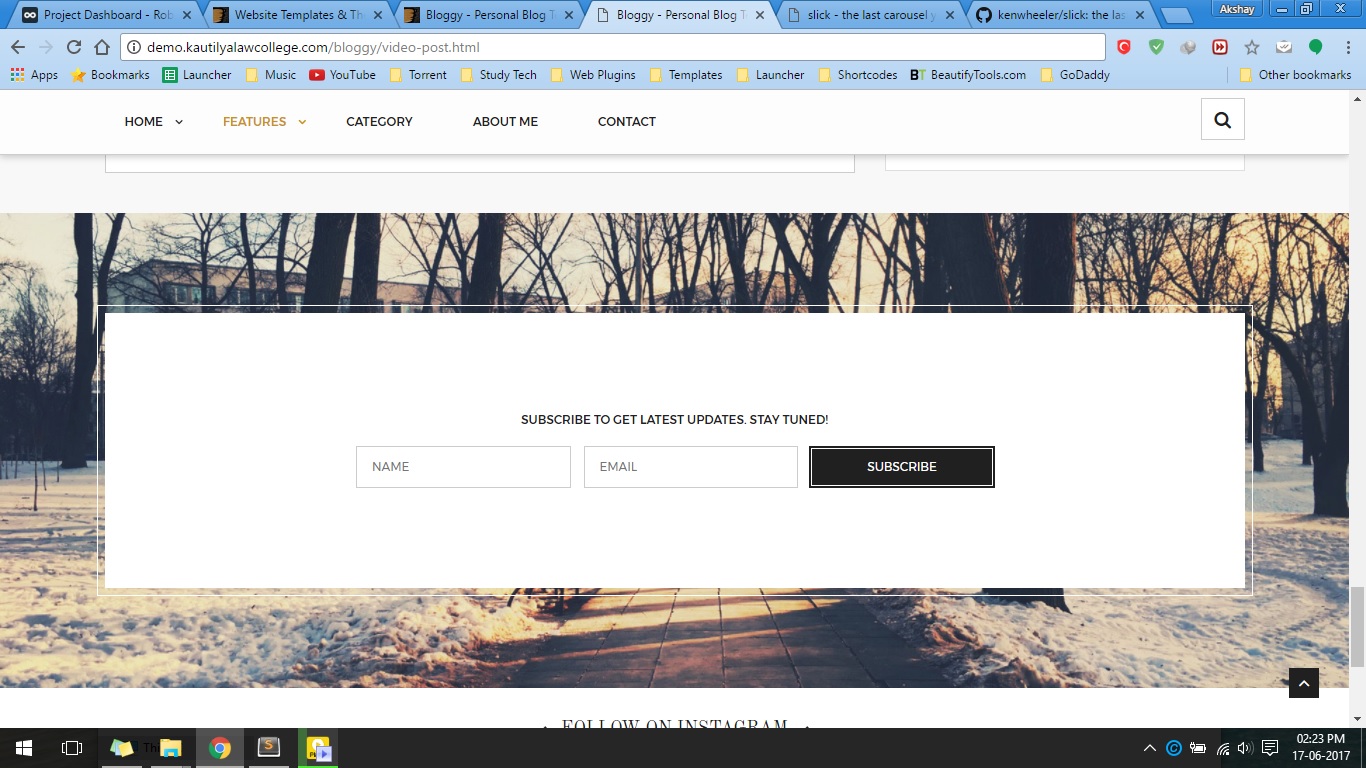 Project Dashboard - Rob
Website Templates & Th
Bloggy - Personal Blog T
Bloggy - Personal Blog T
slick - the last carousel y
kenwheeler/slick: the las
Akshay
demo.kautilyalawcollege.com/bloggy/video-post.html
Apps Bookmarks Launcher Music YouTube Torrent Study Tech Web Plugins Templates Launcher Shortcodes BT BeautifyTools.com GoDaddy Other bookmarks
HOME FEATURES CATEGORY ABOUT ME CONTACT
SUBSCRIBE TO GET LATEST UPDATES. STAY TUNED!
NAME EMAIL SUBSCRIBE
FOLLOW ON INSTAGRAM
02:23 PM
17-06-2017